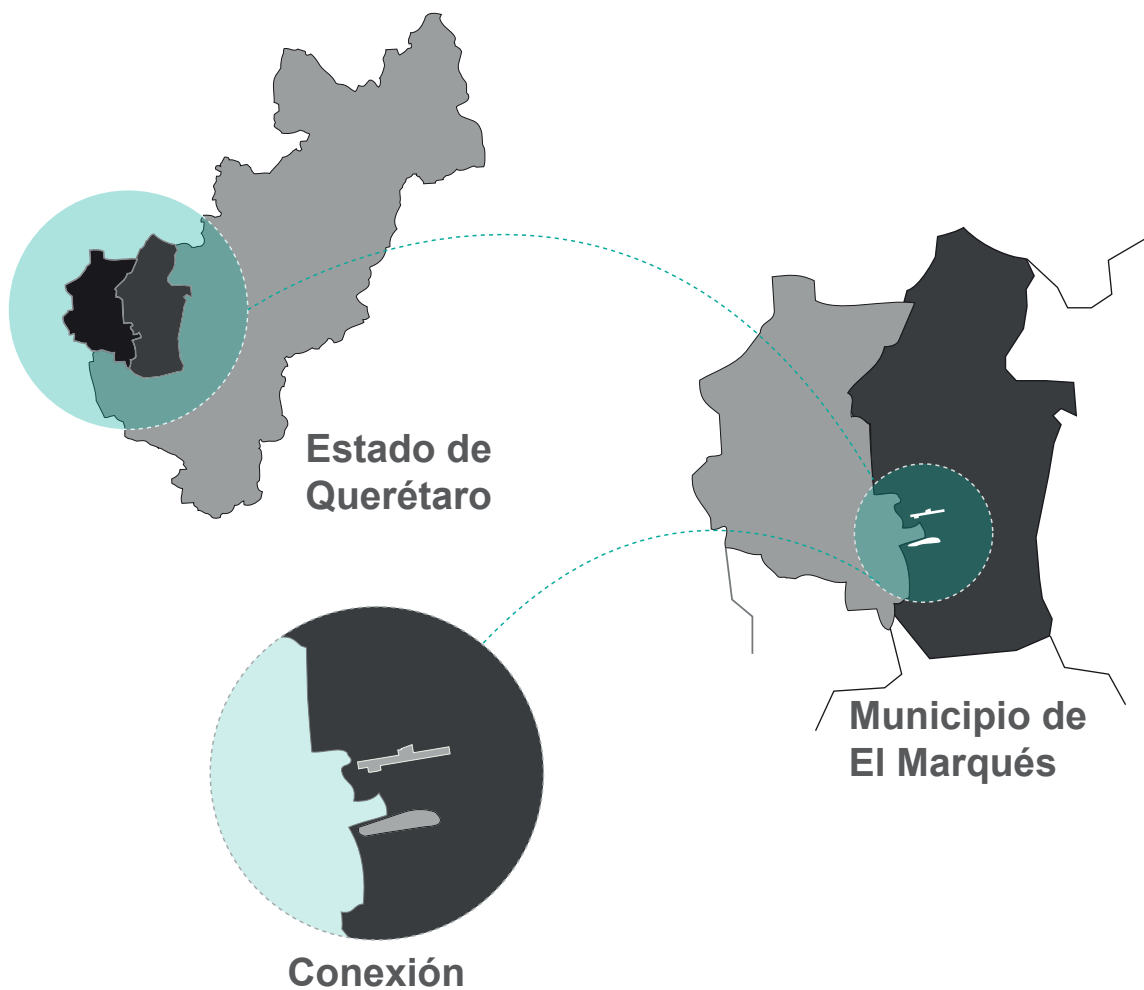 Estado de
Querétaro
Municipio de
El Marqués
Conexión